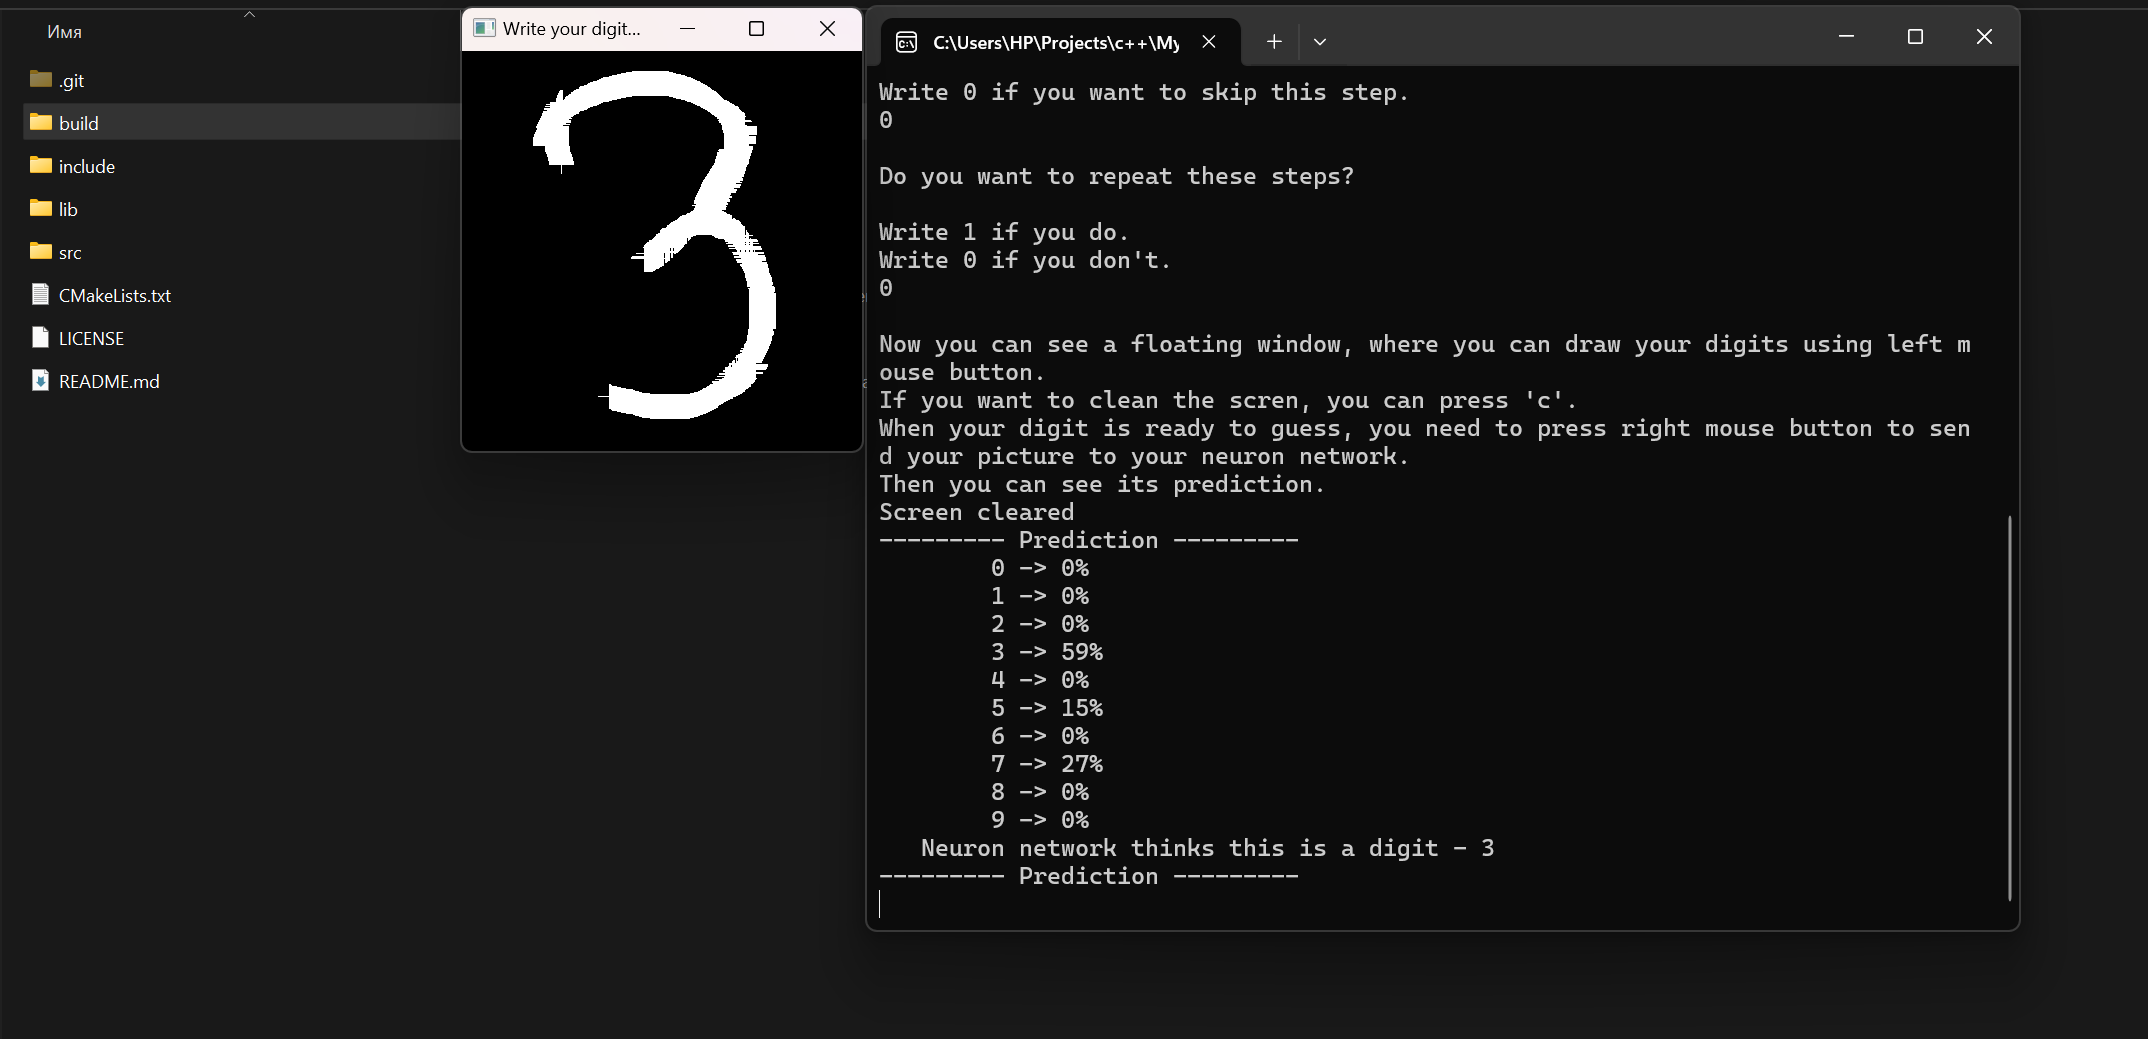 Имя
.git
build
include
lib
src
CMakeLists.txt
LICENSE
README.md
Write your digit...
3
C:\Users\HP\Projects\c++\My
Write 0 if you want to skip this step.
0
Do you want to repeat these steps?
Write 1 if you do.
Write 0 if you don't.
0
Now you can see a floating window, where you can draw your digits using left m
ouse button.
If you want to clean the scren, you can press 'c'.
When your digit is ready to guess, you need to press right mouse button to sen
d your picture to your neuron network.
Then you can see its prediction.
Screen cleared
--------- Prediction ---------
0 -> 0%
1 -> 0%
2 -> 0%
3 -> 59%
4 -> 0%
5 -> 15%
6 -> 0%
7 -> 27%
8 -> 0%
9 -> 0%
Neuron network thinks this is a digit - 3
--------- Prediction ---------